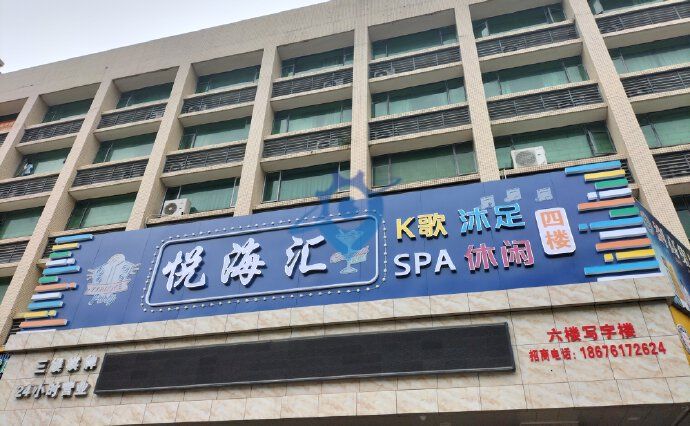 悦海汇
K歌 沐足
SPA 休闲
四楼
24小时营业
六楼写字楼
招商电话：18676172624